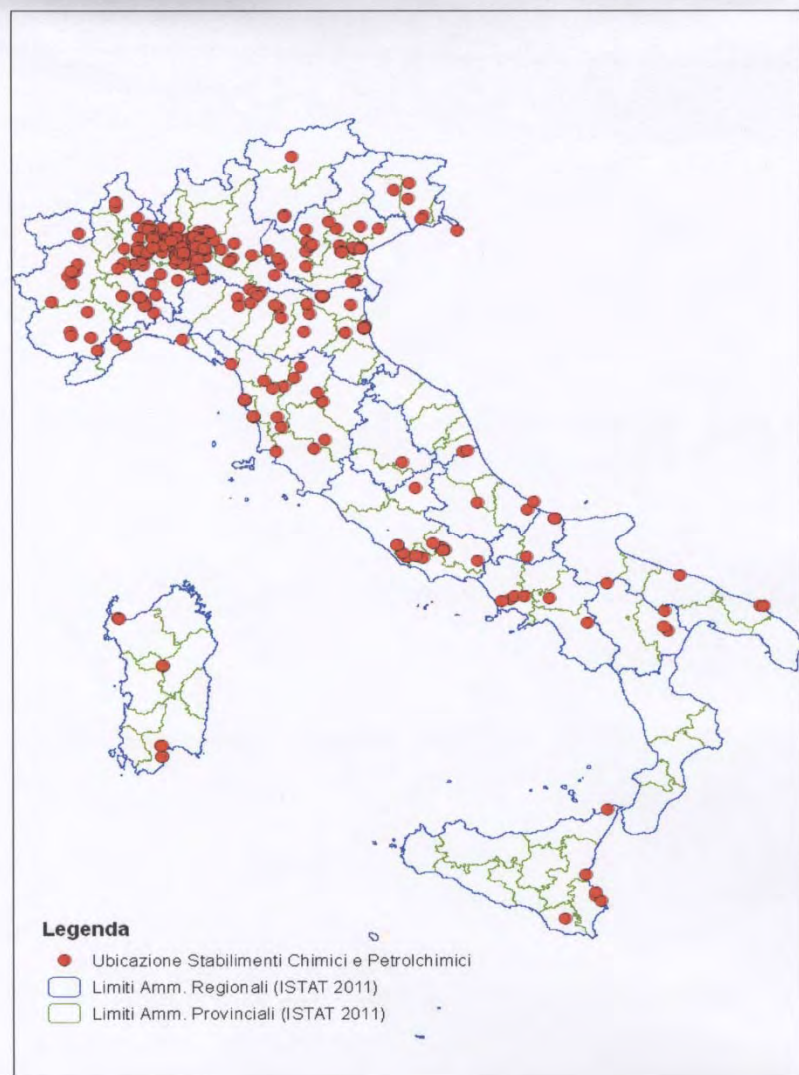 Legenda
Ubicazione Stabilimenti Chimici e Petrolchimici
Limiti Amm. Regionali (ISTAT 2011)
Limiti Amm. Provinciali (ISTAT 2011)